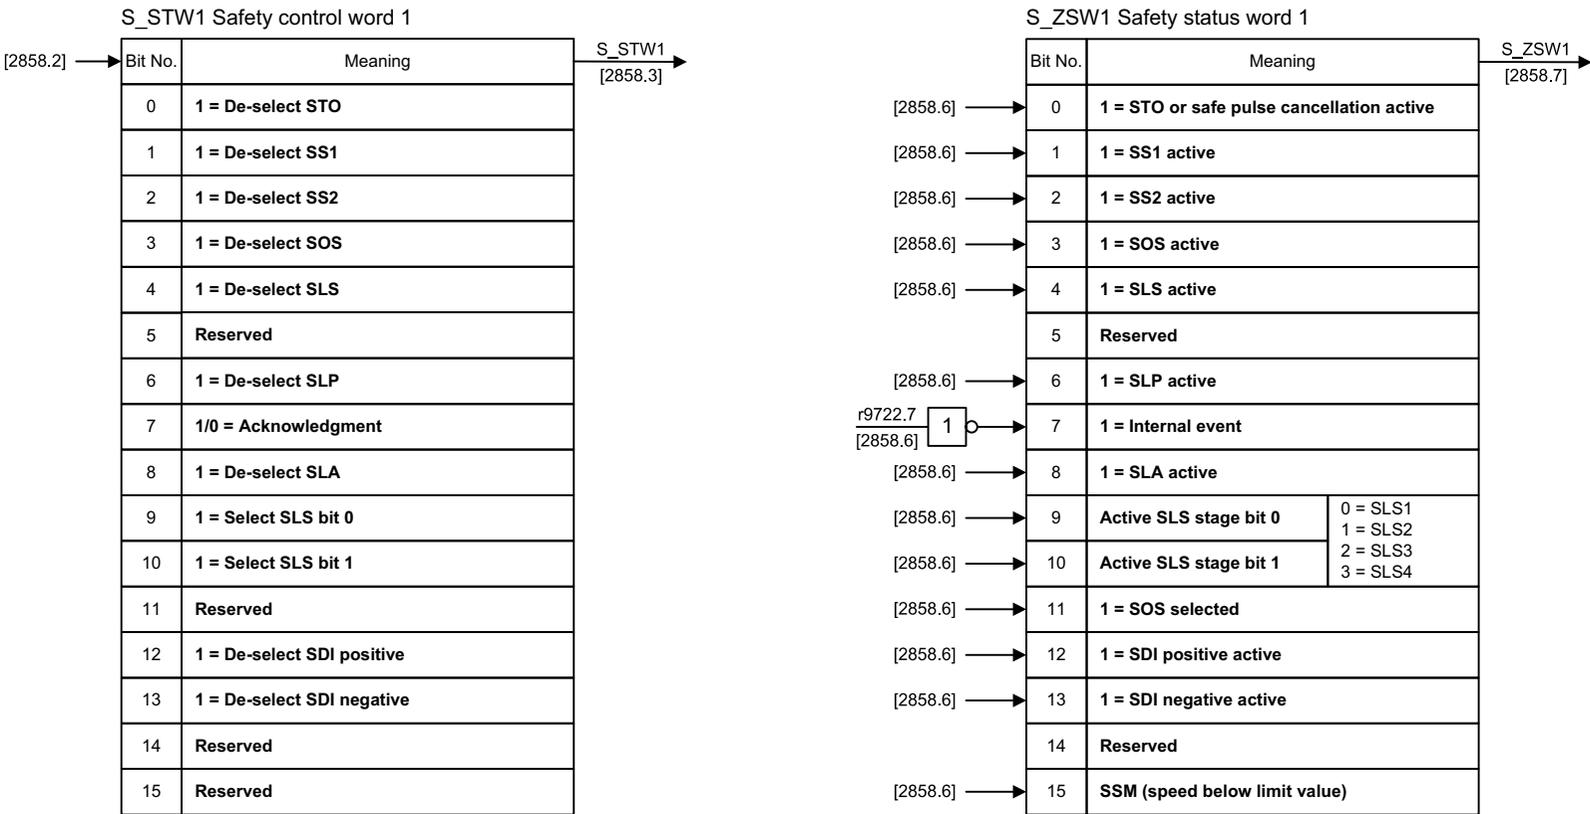 S_STW1 Safety control word 1
[2858.2] Bit No. Meaning S_STW1
[2858.3]
0 1 = De-select STO
1 1 = De-select SS1
2 1 = De-select SS2
3 1 = De-select SOS
4 1 = De-select SLS
5 Reserved
6 1 = De-select SLP
7 1/0 = Acknowledgment
8 1 = De-select SLA
9 1 = Select SLS bit 0
10 1 = Select SLS bit 1
11 Reserved
12 1 = De-select SDI positive
13 1 = De-select SDI negative
14 Reserved
15 Reserved
S_ZSW1 Safety status word 1
Bit No. Meaning S_ZSW1
[2858.7]
[2858.6] 0 1 = STO or safe pulse cancellation active
[2858.6] 1 1 = SS1 active
[2858.6] 2 1 = SS2 active
[2858.6] 3 1 = SOS active
[2858.6] 4 1 = SLS active
5 Reserved
[2858.6] 6 1 = SLP active
r9722.7
[2858.6] 1 7 1 = Internal event
[2858.6] 8 1 = SLA active
[2858.6] 9 Active SLS stage bit 0
[2858.6] 10 Active SLS stage bit 1
0 = SLS1
1 = SLS2
2 = SLS3
3 = SLS4
[2858.6] 11 1 = SOS selected
[2858.6] 12 1 = SDI positive active
[2858.6] 13 1 = SDI negative active
14 Reserved
[2858.6] 15 SSM (speed below limit value)